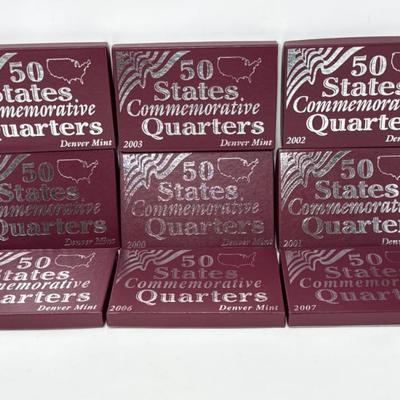 50
States
Commemorative
Quarters
Denver Mint
50
States
Commemorative
Quarters
2003 Denver Mint
50
States
Commemorative
Quarters
2002
50
States
Commemorative
Quarters
Denver Mint
50
States
Commemorative
Quarters
2000 Denver Mint
50
States
Commemorative
Quarters
2001 Denver Mint
50
States
Commemorative
Quarters
Denver Mint
50
States
Commemorative
Quarters
2006 Denver Mint
50
States
Commemorative
Quarters
2007